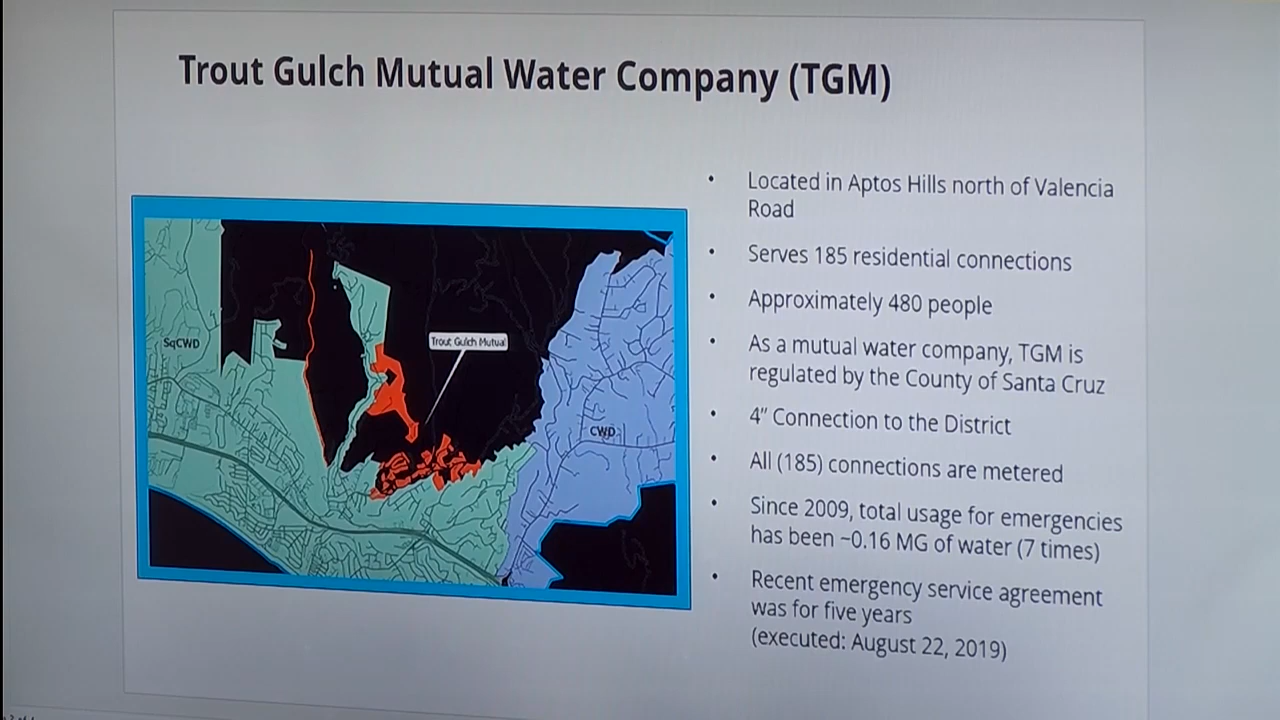 Trout Gulch Mutual Water Company (TGM)
SqCWD
Trout Gulch Mutual
CWD
• Located in Aptos Hills north of Valencia
Road
• Serves 185 residential connections
• Approximately 480 people
• As a mutual water company, TGM is
regulated by the County of Santa Cruz
• 4” Connection to the District
• All (185) connections are metered
• Since 2009, total usage for emergencies
has been ~0.16 MG of water (7 times)
• Recent emergency service agreement
was for five years
(executed: August 22, 2019)